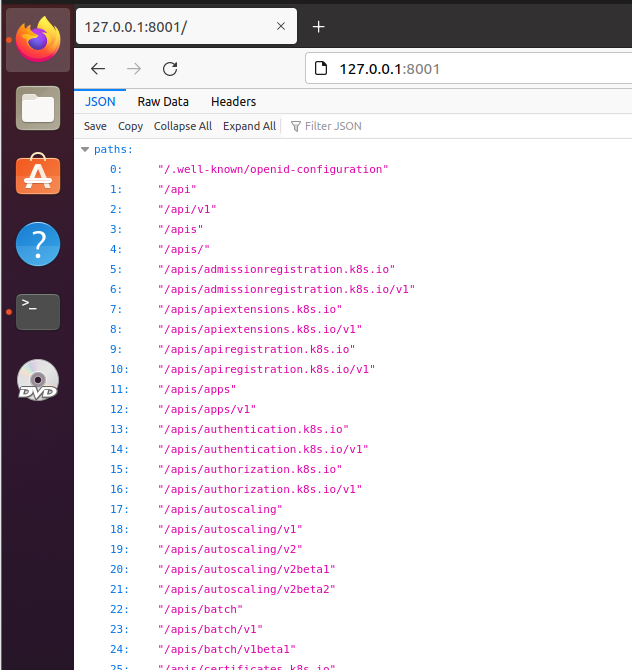 127.0.0.1:8001/
127.0.0.1:8001
JSON Raw Data Headers
Save Copy Collapse All Expand All Filter JSON
paths:
0: "/.well-known/openid-configuration"
1: "/api"
2: "/api/v1"
3: "/apis"
4: "/apis/"
5: "/apis/admissionregistration.k8s.io"
6: "/apis/admissionregistration.k8s.io/v1"
7: "/apis/apiextensions.k8s.io"
8: "/apis/apiextensions.k8s.io/v1"
9: "/apis/apiregistration.k8s.io"
10: "/apis/apiregistration.k8s.io/v1"
11: "/apis/apps"
12: "/apis/apps/v1"
13: "/apis/authentication.k8s.io"
14: "/apis/authentication.k8s.io/v1"
15: "/apis/authorization.k8s.io"
16: "/apis/authorization.k8s.io/v1"
17: "/apis/autoscaling"
18: "/apis/autoscaling/v1"
19: "/apis/autoscaling/v2"
20: "/apis/autoscaling/v2beta1"
21: "/apis/autoscaling/v2beta2"
22: "/apis/batch"
23: "/apis/batch/v1"
24: "/apis/batch/v1beta1"
25: "/apis/certificates.k8s.io"
>_
?
DVD